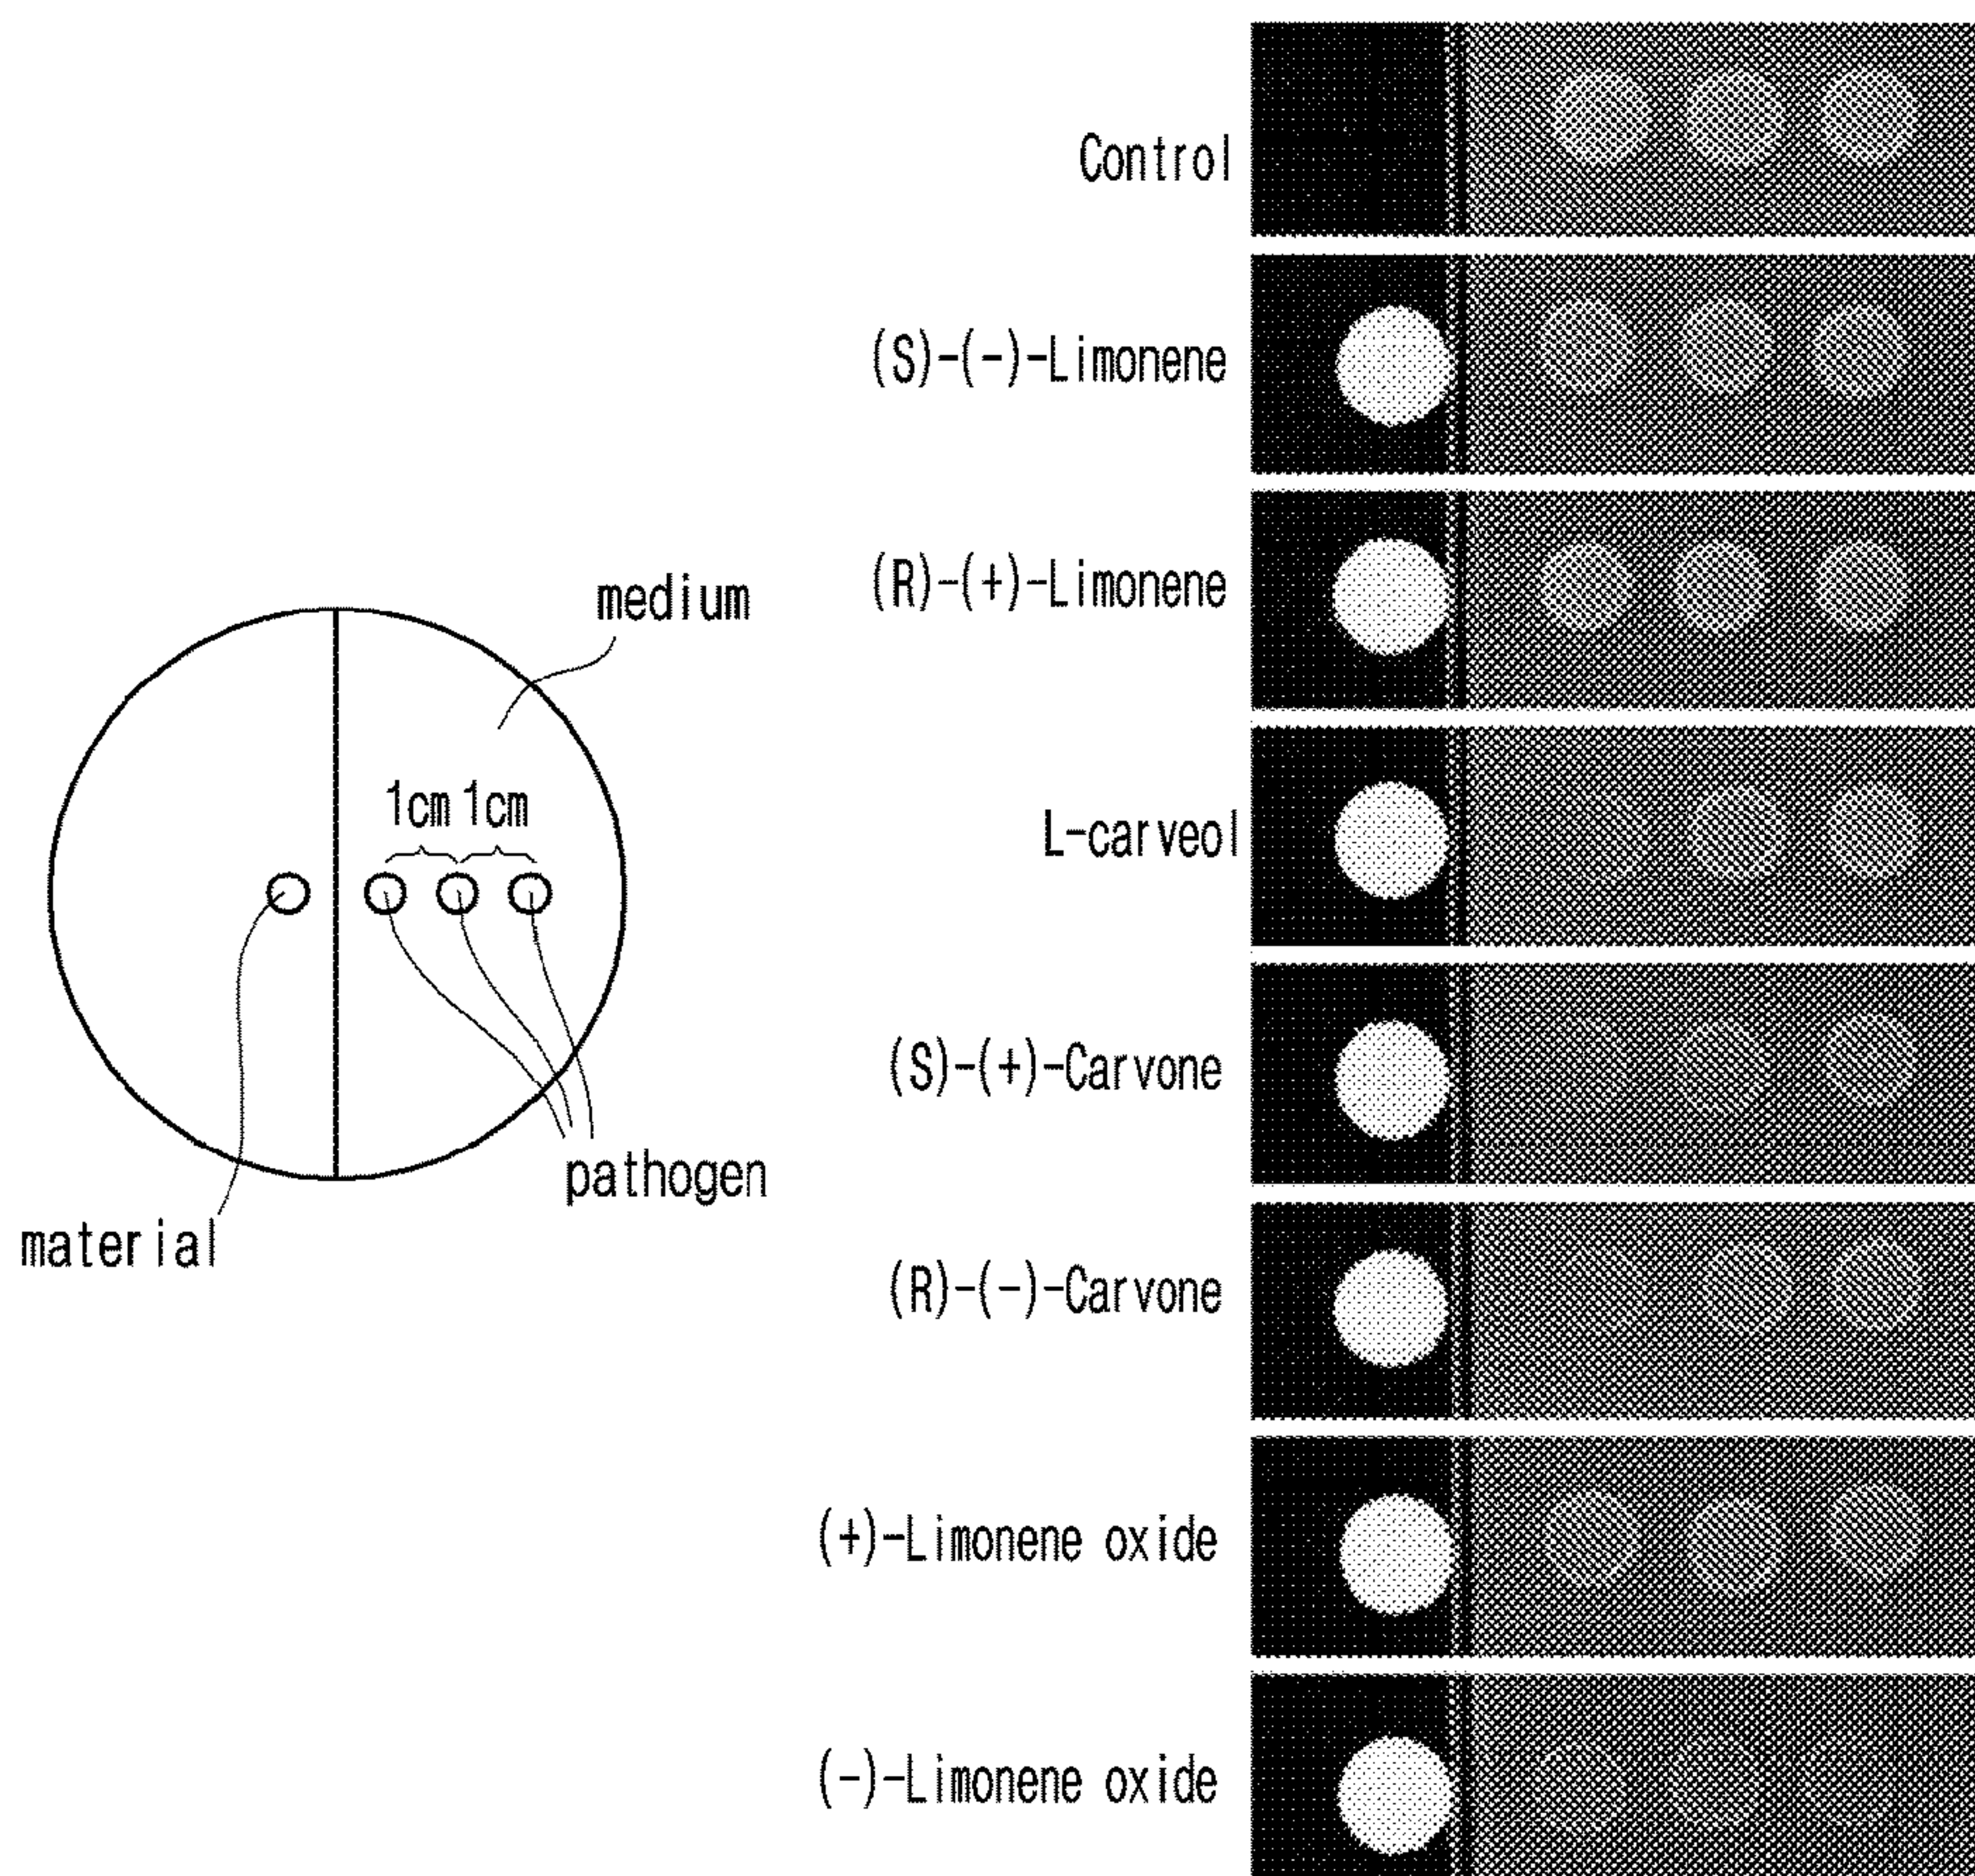 medium
1cm 1cm
pathogen
material
Control
(S)-(-)-Limonene
(R)-(+)-Limonene
L-carveol
(S)-(+)-Carvone
(R)-(-)-Carvone
(+)-Limonene oxide
(-)-Limonene oxide